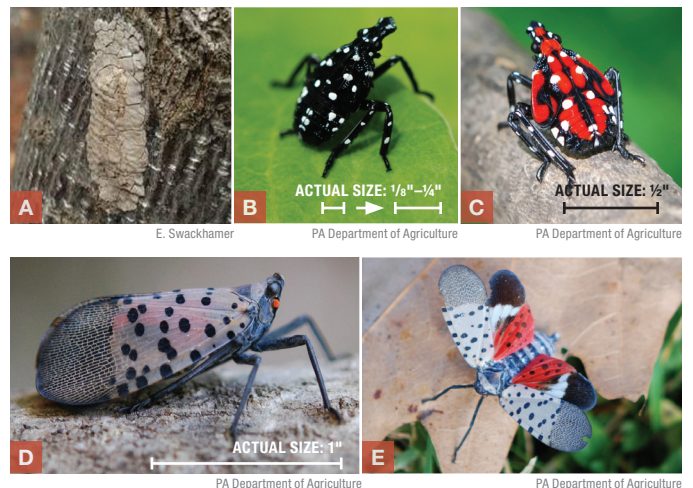 A
B
ACTUAL SIZE: 1/8"–1/4"
C
ACTUAL SIZE: ½"
E. Swackhamer
PA Department of Agriculture
PA Department of Agriculture
D
ACTUAL SIZE: 1"
E
PA Department of Agriculture
PA Department of Agriculture